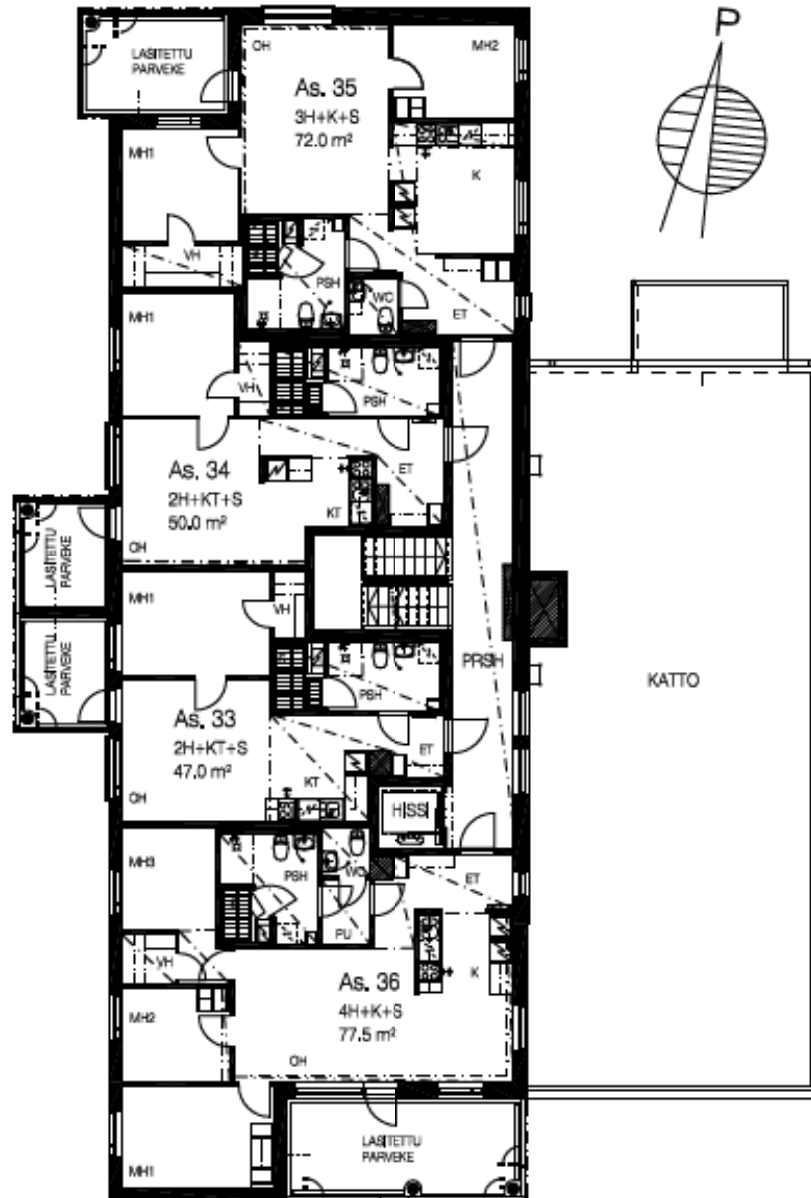 P
LASITETTU
PARVEKE
OH
MH2
As. 35
3H+K+S
72.0 m²
MH1
K
VH
PSH
WC
ET
MH1
VH
PSH
As. 34
2H+KT+S
50.0 m²
ET
KT
OH
LASITETTU
PARVEKE
MH1
VH
LASITETTU
PARVEKE
PSH
PRSH
KATTO
As. 33
2H+KT+S
47.0 m²
ET
KT
OH
HISSI
MH3
PSH
WC
ET
PU
VH
As. 36
4H+K+S
77.5 m²
K
MH2
OH
LASITETTU
PARVEKE
MH1